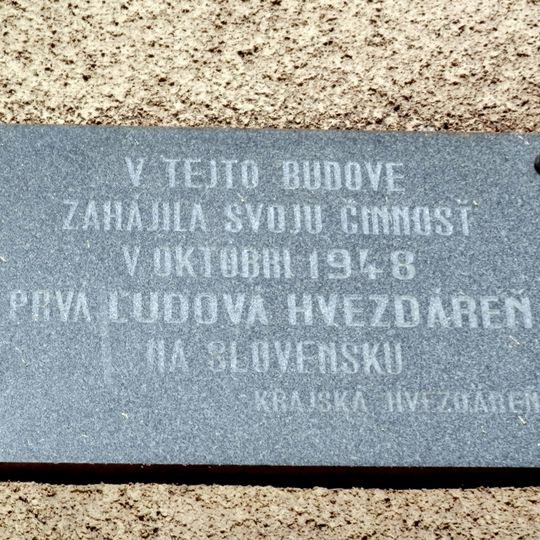 V TEJTO BUDOVE
ZAHÁJILA SVOJU ČINNOSŤ
V OKTÓBRI 1948
PRVÁ ĽUDOVÁ HVEZDÁREŇ
NA SLOVENSKU
KRAJSKÁ HVEZDÁREŇ